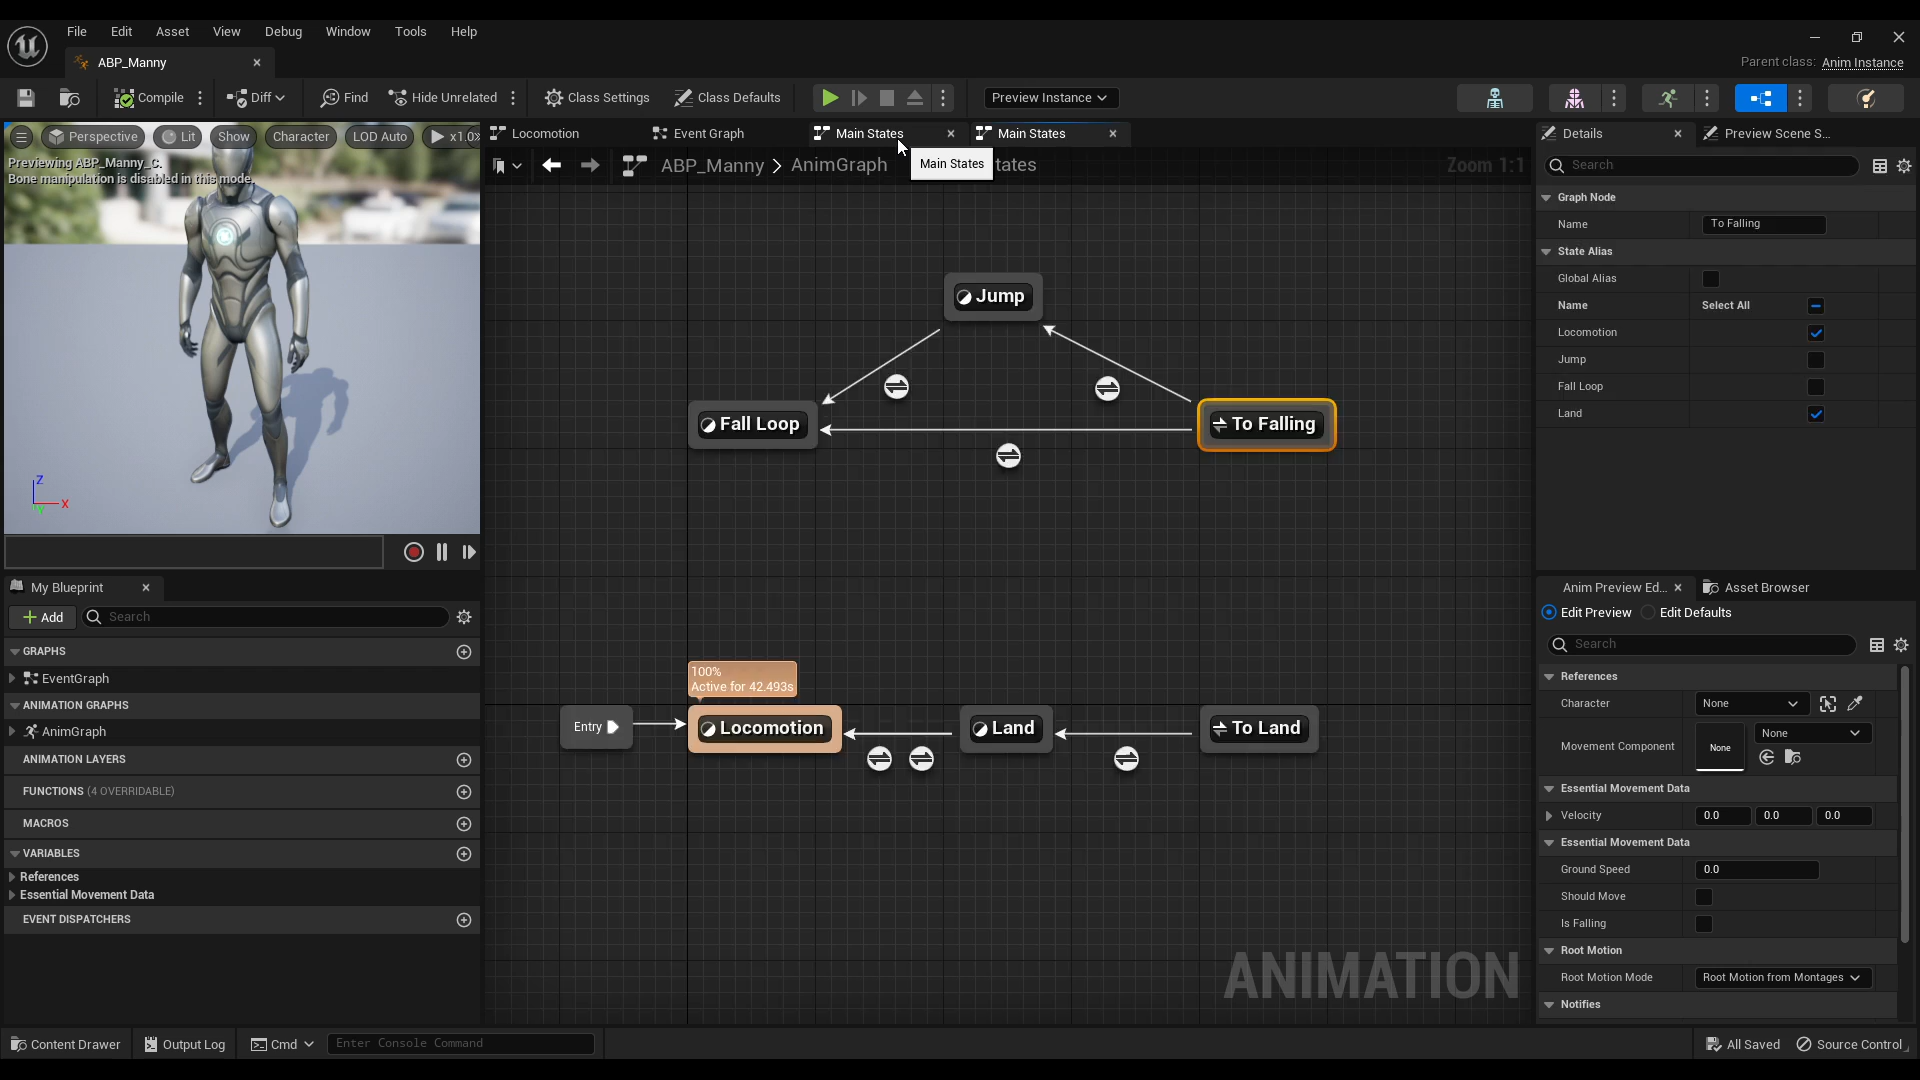 File Edit Asset View Window Debug Tools Help
ABP_Manny
Parent class: Anim Instance
Compile Diff Find Hide Unrelated Class Settings Class Defaults Preview Instance
Perspective Lit Show Character LOD Auto x1.0
Previewing ABP_Manny_C.
Bone manipulation is disabled in this mode.
Z
X
Y
Locomotion Event Graph Main States Main States
ABP_Manny > AnimGraph tates
Main States
Zoom 1:1
Jump
Fall Loop
To Falling
100%
Active for 42.493s
Entry
Locomotion
Land
To Land
ANIMATION
My Blueprint
Add Search
GRAPHS
EventGraph
ANIMATION GRAPHS
AnimGraph
ANIMATION LAYERS
FUNCTIONS (4 OVERRIDABLE)
MACROS
VARIABLES
References
Essential Movement Data
EVENT DISPATCHERS
Details Preview Scene S...
Search
Graph Node
Name To Falling
State Alias
Global Alias
Name Select All
Locomotion
Jump
Fall Loop
Land
Anim Preview Ed... Asset Browser
Edit Preview Edit Defaults
Search
References
Character None
Movement Component None None
Essential Movement Data
Velocity 0.0 0.0 0.0
Essential Movement Data
Ground Speed 0.0
Should Move
Is Falling
Root Motion
Root Motion Mode Root Motion from Montages
Notifies
Content Drawer Output Log Cmd Enter Console Command All Saved Source Control